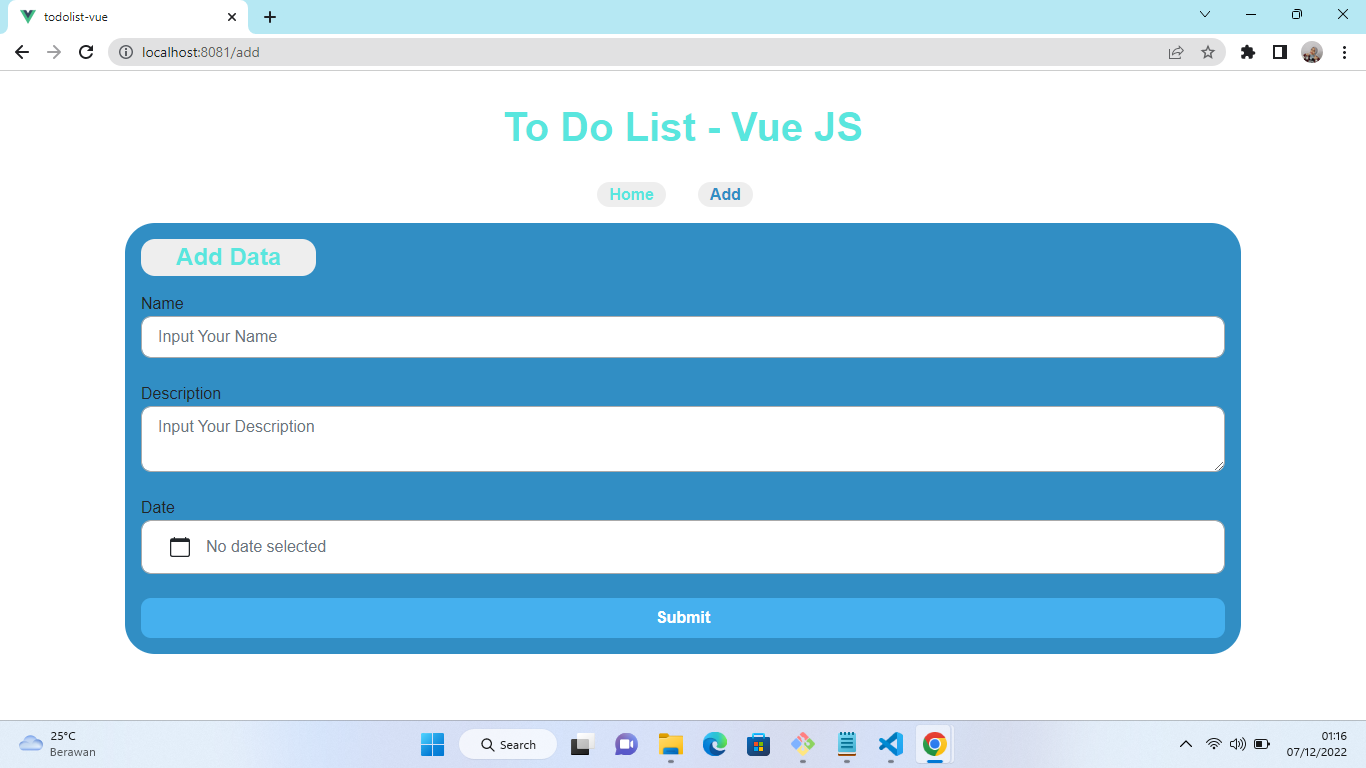 todolist-vue
localhost:8081/add
To Do List - Vue JS
Home Add
Add Data
Name
Input Your Name
Description
Input Your Description
Date
No date selected
Submit
25°C
Berawan
Search
01:16
07/12/2022